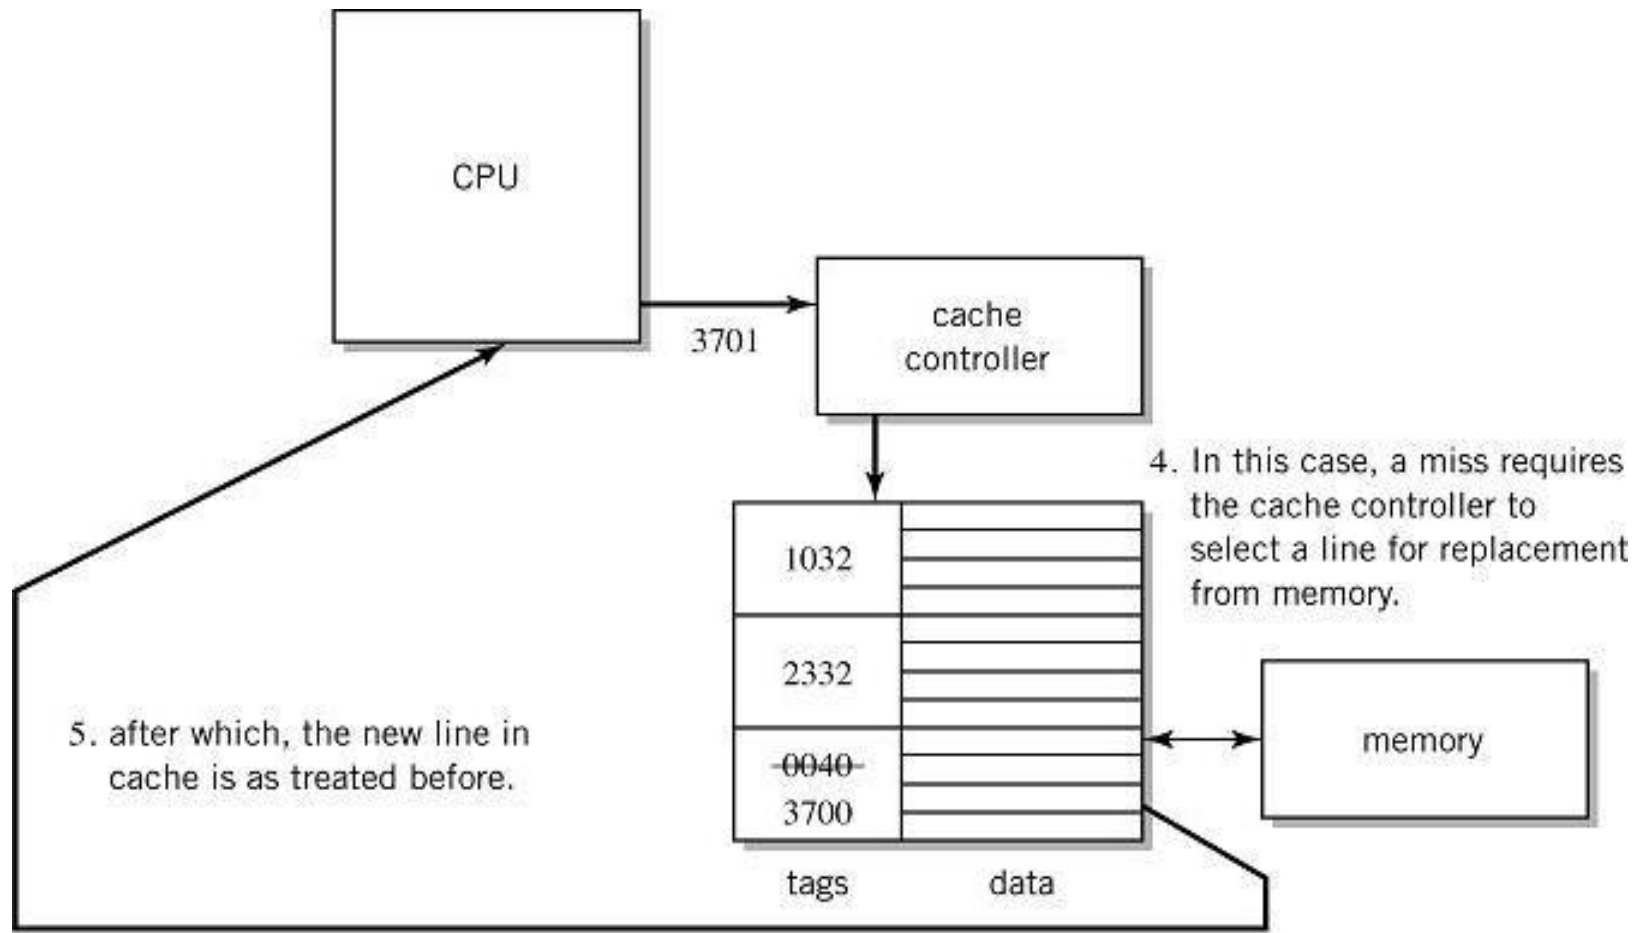 CPU
3701
cache
controller
4. In this case, a miss requires
the cache controller to
select a line for replacement
from memory.
1032
2332
0040
3700
tags
data
memory
5. after which, the new line in
cache is as treated before.